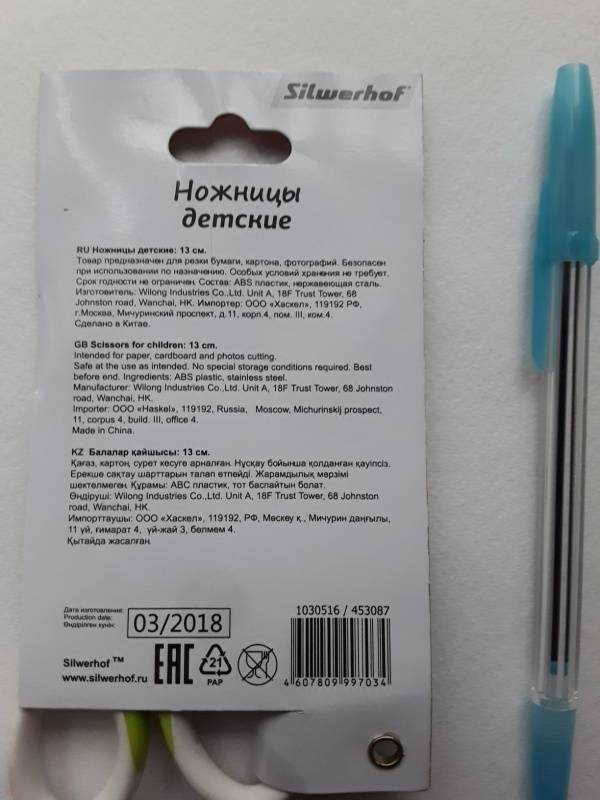 Silwerhof
Ножницы
детские
RU Ножницы детские: 13 см.
Товар предназначен для резки бумаги, картона, фотографий. Безопасен
при использовании по назначению. Особых условий хранения не требует.
Срок годности не ограничен. Состав: ABS пластик, нержавеющая сталь.
Изготовитель: Wilong Industries Co.,Ltd. Unit A, 18F Trust Tower, 68
Johnston road, Wanchai, HK. Импортер: ООО «Хаскел», 119192 РФ,
г.Москва, Мичуринский проспект, д.11, корп.4, пом. III, ком.4.
Сделано в Китае.
GB Scissors for children: 13 cm.
Intended for paper, cardboard and photos cutting.
Safe at the use as intended. No special storage conditions required. Best
before end. Ingredients: ABS plastic, stainless steel.
Manufacturer: Wilong Industries Co.,Ltd. Unit A, 18F Trust Tower, 68 Johnston
road, Wanchai, HK.
Importer: OOO «Haskel», 119192, Russia, Moscow, Michurinskij prospect,
11, corpus 4, build. III, office 4.
Made in China.
KZ Балалар қайшысы: 13 см.
Қағаз, картон, сурет кесуге арналған. Нұсқау бойынша қолданған қауіпсіз.
Ерекше сақтау шарттарын талап етпейді. Жарамдылық мерзімі
шектелмеген. Құрамы: ABC пластик, тот баспайтын болат.
Өндіруші: Wilong Industries Co.,Ltd. Unit A, 18F Trust Tower, 68 Johnston
road, Wanchai, HK.
Импорттаушы: ООО «Хаскел», 119192, РФ, Мәскеу қ., Мичурин даңғылы,
11 үй, ғимарат 4, үй-жай 3, бөлмем 4.
Қытайда жасалған.
Дата изготовления:
Production date:
Өндірілген күнін:
03/2018
1030516 / 453087
Silwerhof ™
www.silwerhof.ru
EAC
21
PAP
4 607809 997034